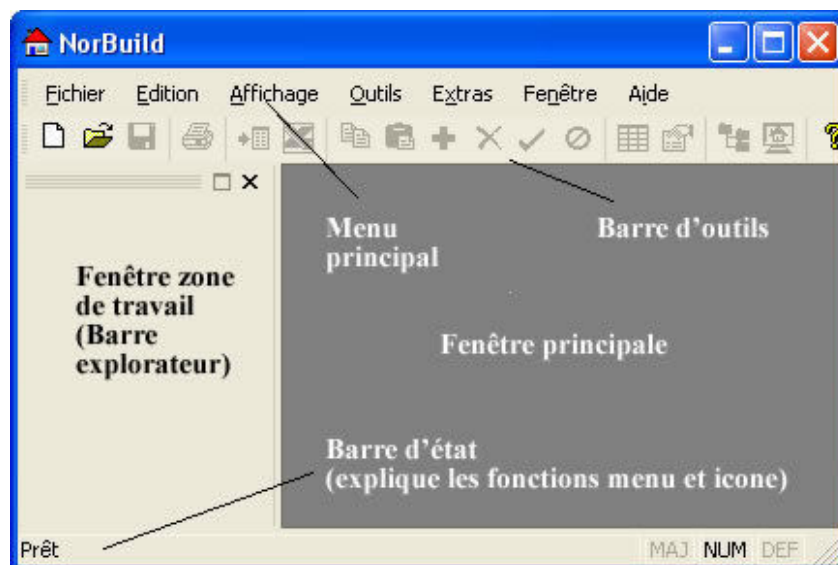 NorBuild
Fichier Edition Affichage Outils Extras Fenêtre Aide
Menu
principal
Barre d'outils
Fenêtre zone
de travail
(Barre
explorateur)
Fenêtre principale
Barre d'état
(explique les fonctions menu et icone)
Prêt
MAJ NUM DEF